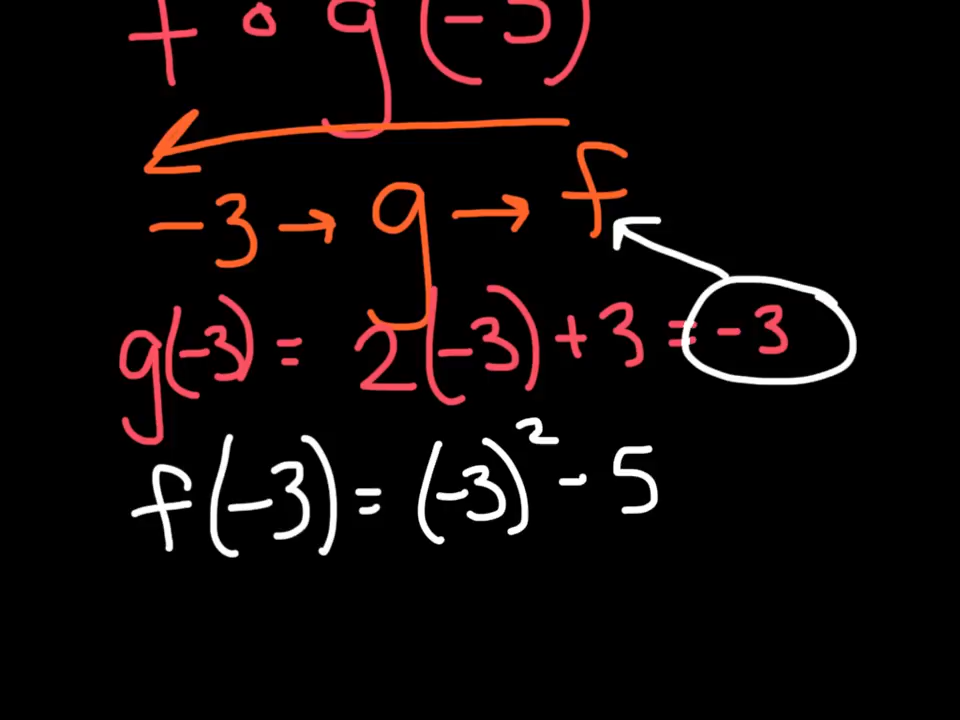 f ∘ g (-3)
-3 → g → f
g(-3) = 2(-3) + 3 = -3
f(-3) = (-3)² - 5